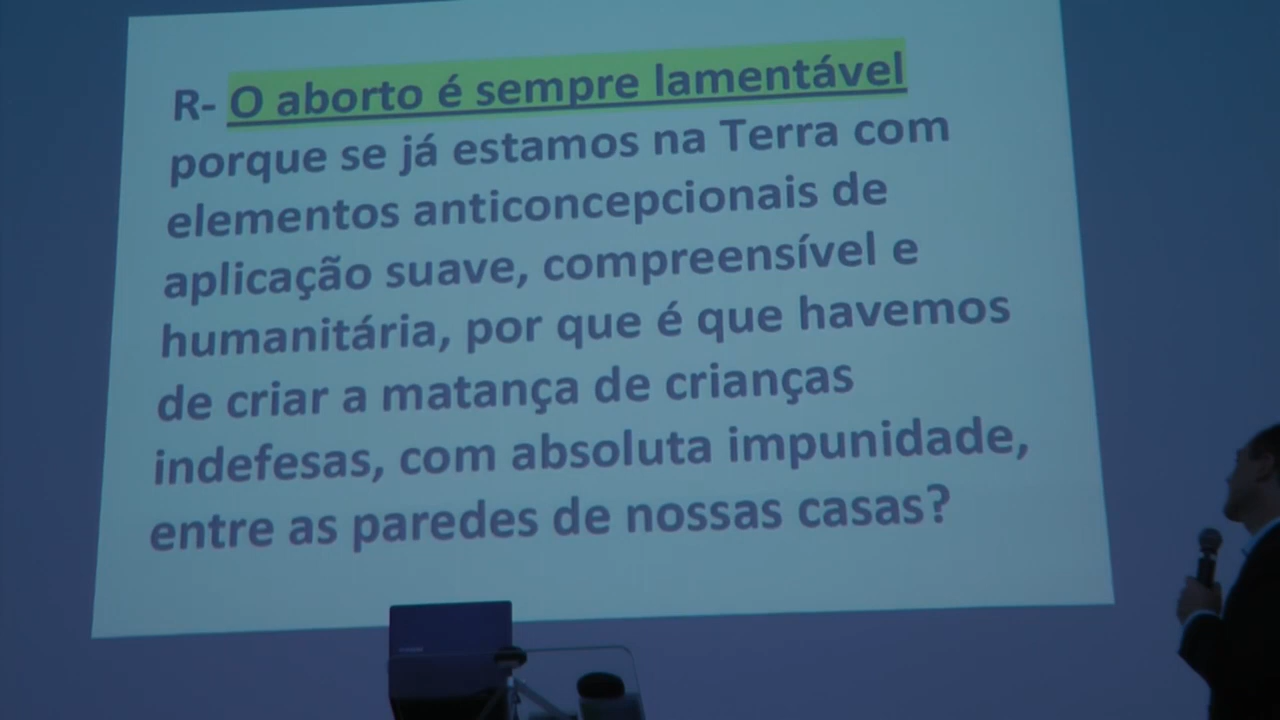 R- O aborto é sempre lamentável
porque se já estamos na Terra com
elementos anticoncepcionais de
aplicação suave, compreensível e
humanitária, por que é que havemos
de criar a matança de crianças
indefesas, com absoluta impunidade,
entre as paredes de nossas casas?